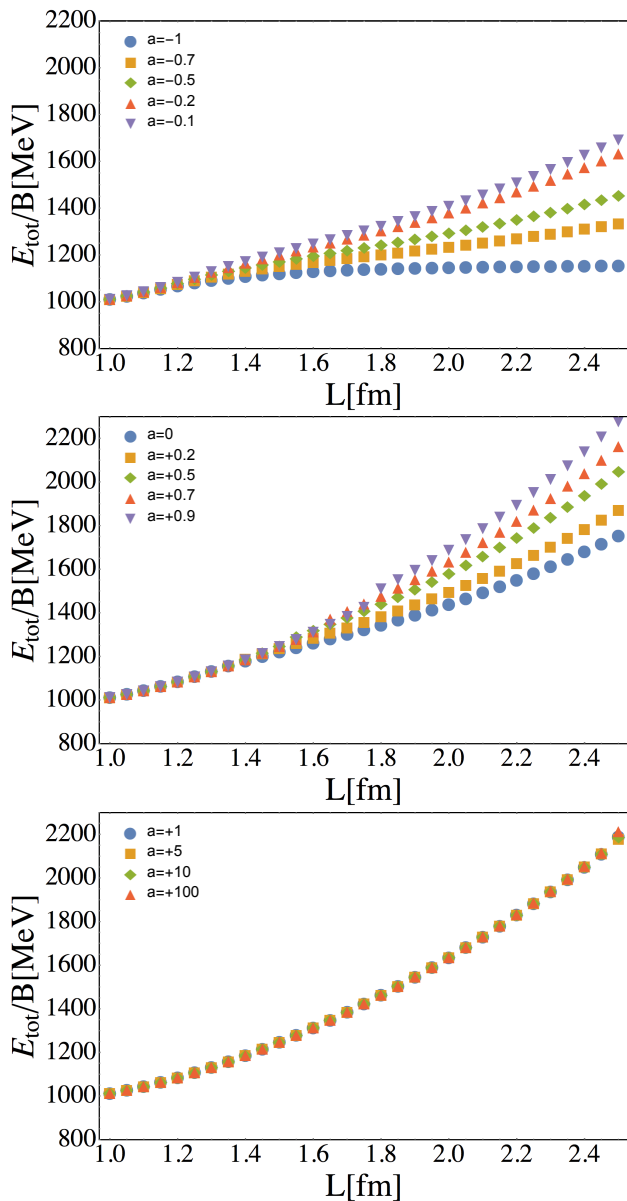 2200
2000
1800
1600
1400
1200
1000
800
E_tot/B[MeV]
a=−1
a=−0.7
a=−0.5
a=−0.2
a=−0.1
1.0 1.2 1.4 1.6 1.8 2.0 2.2 2.4
L[fm]
2200
2000
1800
1600
1400
1200
1000
800
E_tot/B[MeV]
a=0
a=+0.2
a=+0.5
a=+0.7
a=+0.9
1.0 1.2 1.4 1.6 1.8 2.0 2.2 2.4
L[fm]
2200
2000
1800
1600
1400
1200
1000
800
E_tot/B[MeV]
a=+1
a=+5
a=+10
a=+100
1.0 1.2 1.4 1.6 1.8 2.0 2.2 2.4
L[fm]